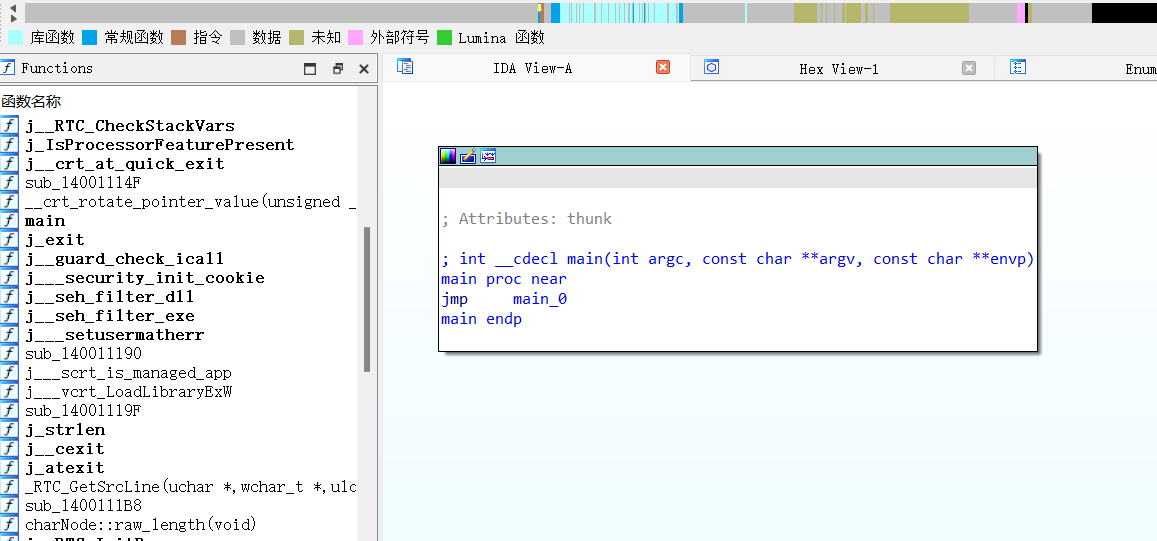 库函数 常规函数 指令 数据 未知 外部符号 Lumina 函数
Functions
IDA View-A
Hex View-1
Enum
函数名称
j__RTC_CheckStackVars
j_IsProcessorFeaturePresent
j__crt_at_quick_exit
sub_14001114F
__crt_rotate_pointer_value(unsigned _
main
j_exit
j__guard_check_icall
j___security_init_cookie
j__seh_filter_dll
j__seh_filter_exe
j___setusermatherr
sub_140011190
j___scrt_is_managed_app
j___vcrt_LoadLibraryExW
sub_14001119F
j_strlen
j__cexit
j_atexit
_RTC_GetSrcLine(uchar *,wchar_t *,ulc
sub_1400111B8
charNode::raw_length(void)
; Attributes: thunk
; int __cdecl main(int argc, const char **argv, const char **envp)
main proc near
jmp     main_0
main endp